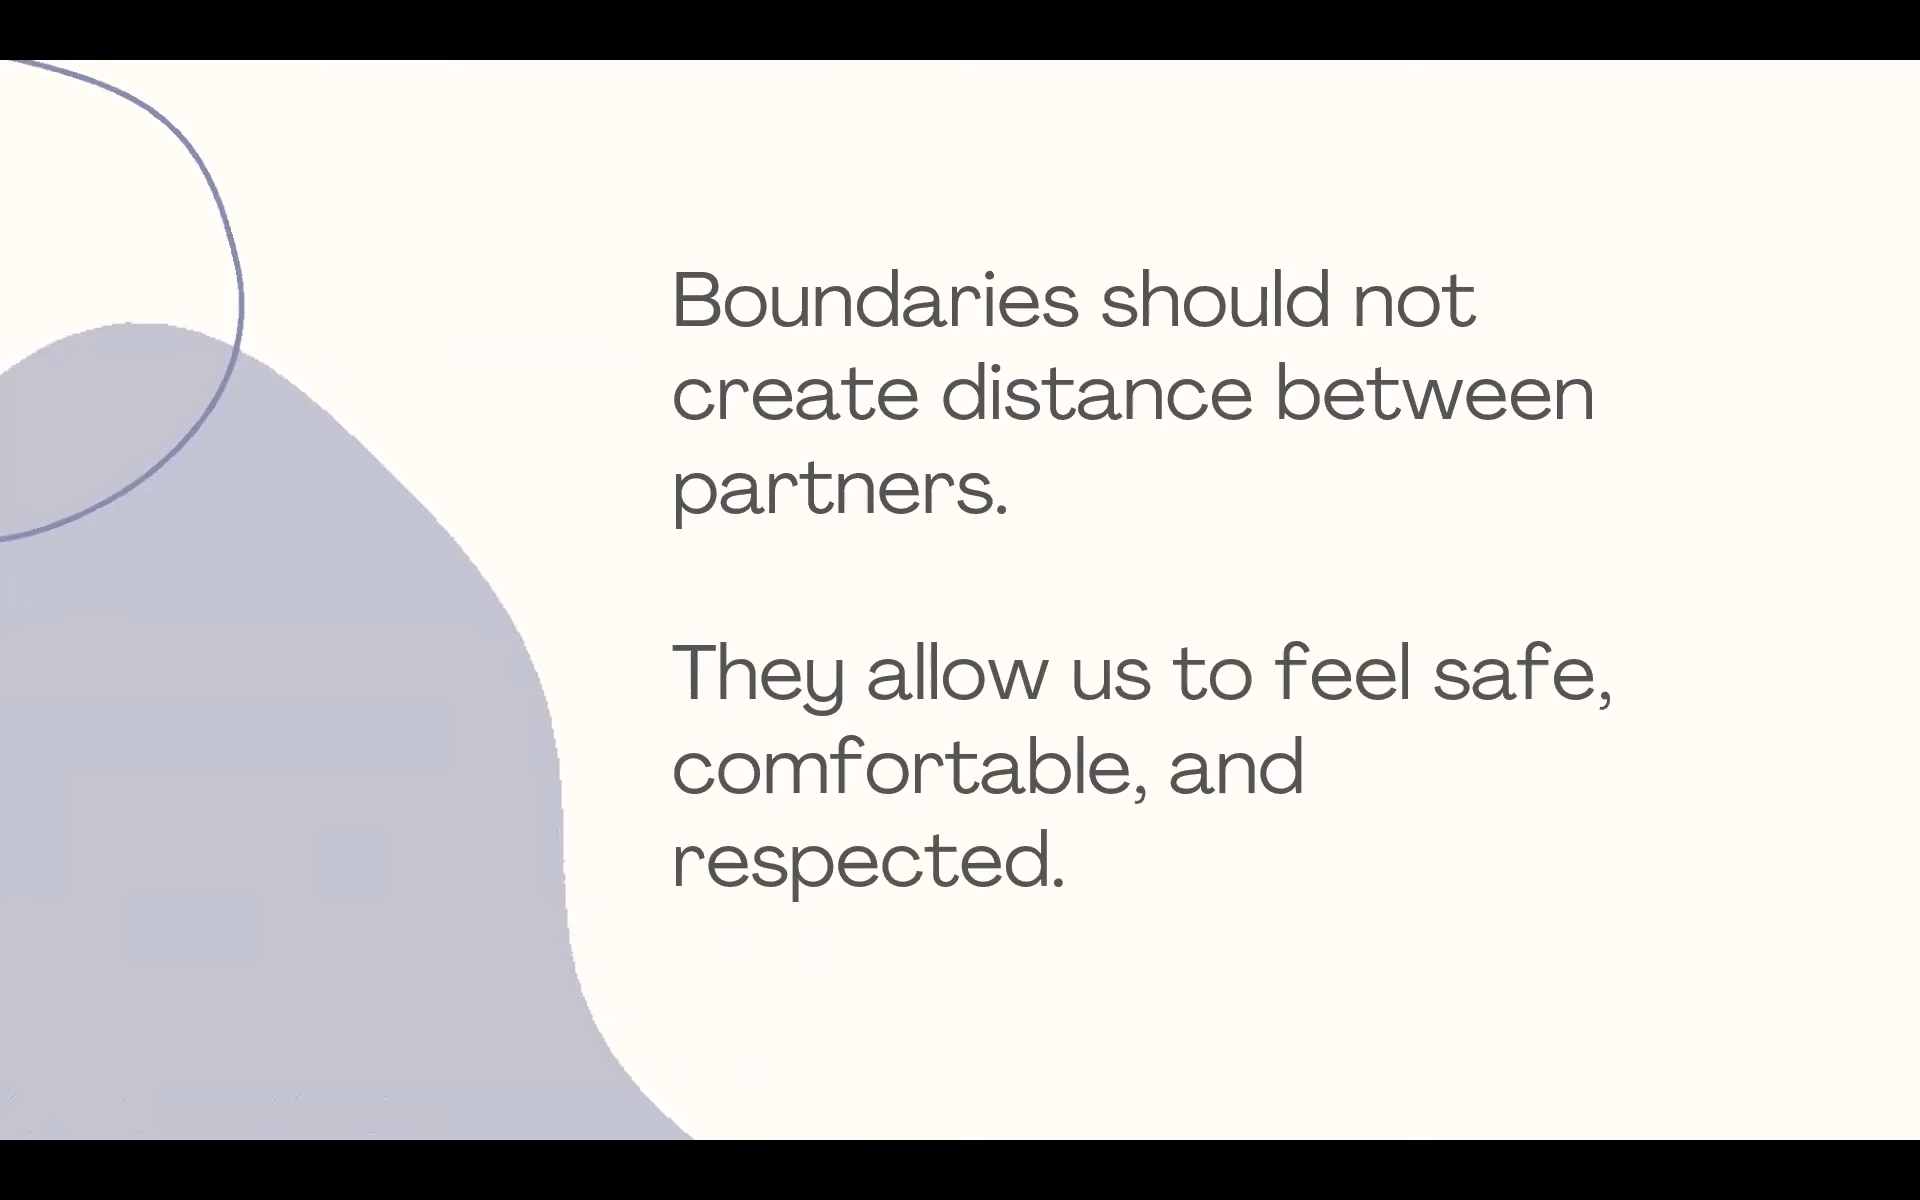 Boundaries should not
create distance between
partners.
They allow us to feel safe,
comfortable, and
respected.